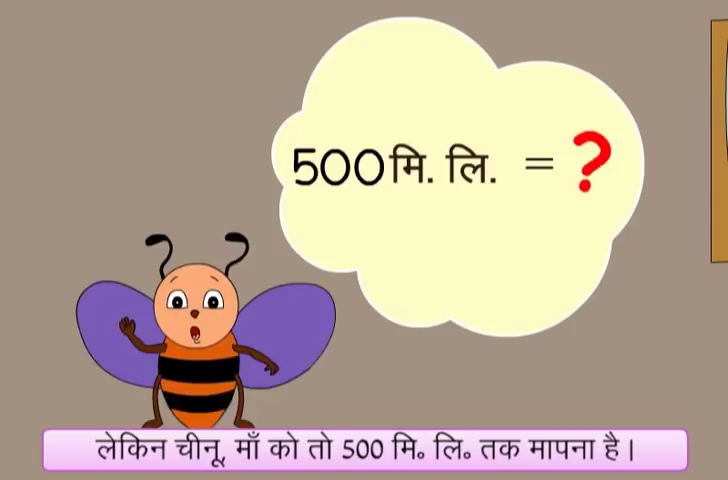 500 मि. लि. = ?
लेकिन चीनू, माँ को तो 500 मि॰ लि॰ तक मापना है।